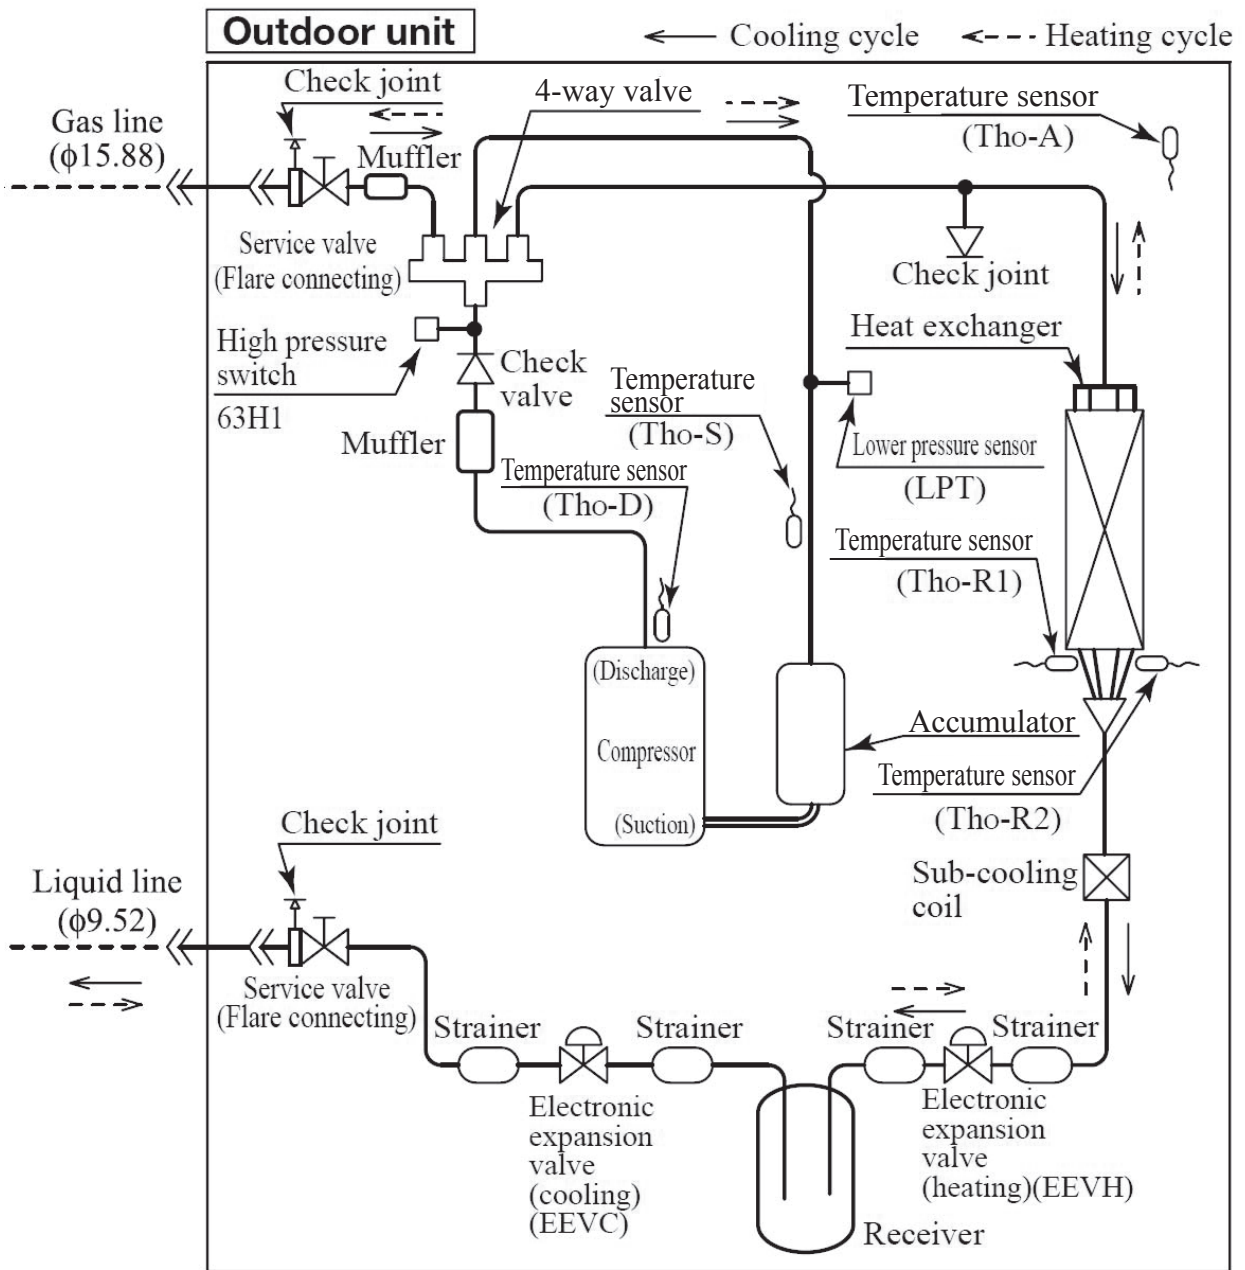 Outdoor unit
Cooling cycle
Heating cycle
Check joint
4-way valve
Temperature sensor
(Tho-A)
Gas line
(ϕ15.88)
Muffler
Service valve
(Flare connecting)
Check joint
High pressure
switch
63H1
Check
valve
Muffler
Temperature
sensor
(Tho-S)
Heat exchanger
Lower pressure sensor
(LPT)
Temperature sensor
(Tho-D)
Temperature sensor
(Tho-R1)
(Discharge)
Compressor
(Suction)
Accumulator
Temperature sensor
(Tho-R2)
Check joint
Liquid line
(ϕ9.52)
Sub-cooling
coil
Service valve
(Flare connecting)
Strainer
Strainer
Strainer
Strainer
Electronic
expansion
valve
(cooling)
(EEVC)
Electronic
expansion
valve
(heating)(EEVH)
Receiver